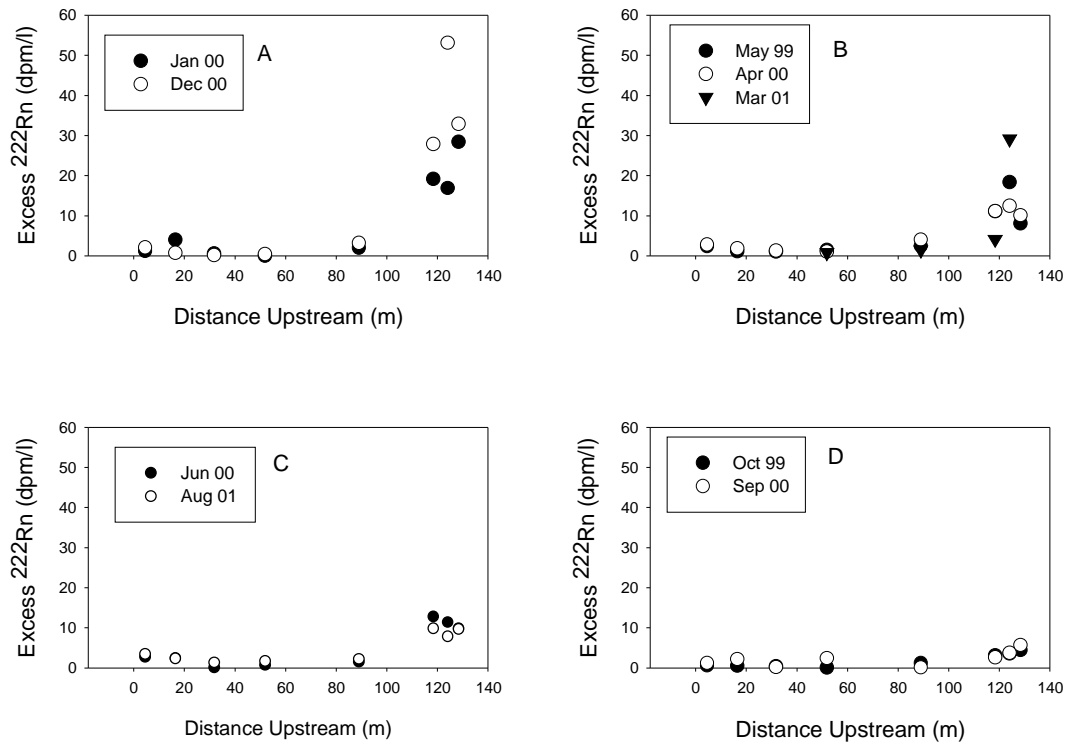 A
Jan 00
Dec 00
Excess ²²²Rn (dpm/l)
60
50
40
30
20
10
0
0 20 40 60 80 100 120 140
Distance Upstream (m)
B
May 99
Apr 00
Mar 01
Excess ²²²Rn (dpm/l)
60
50
40
30
20
10
0
0 20 40 60 80 100 120 140
Distance Upstream (m)
C
Jun 00
Aug 01
Excess ²²²Rn (dpm/l)
60
50
40
30
20
10
0
0 20 40 60 80 100 120 140
Distance Upstream (m)
D
Oct 99
Sep 00
Excess ²²²Rn (dpm/l)
60
50
40
30
20
10
0
0 20 40 60 80 100 120 140
Distance Upstream (m)